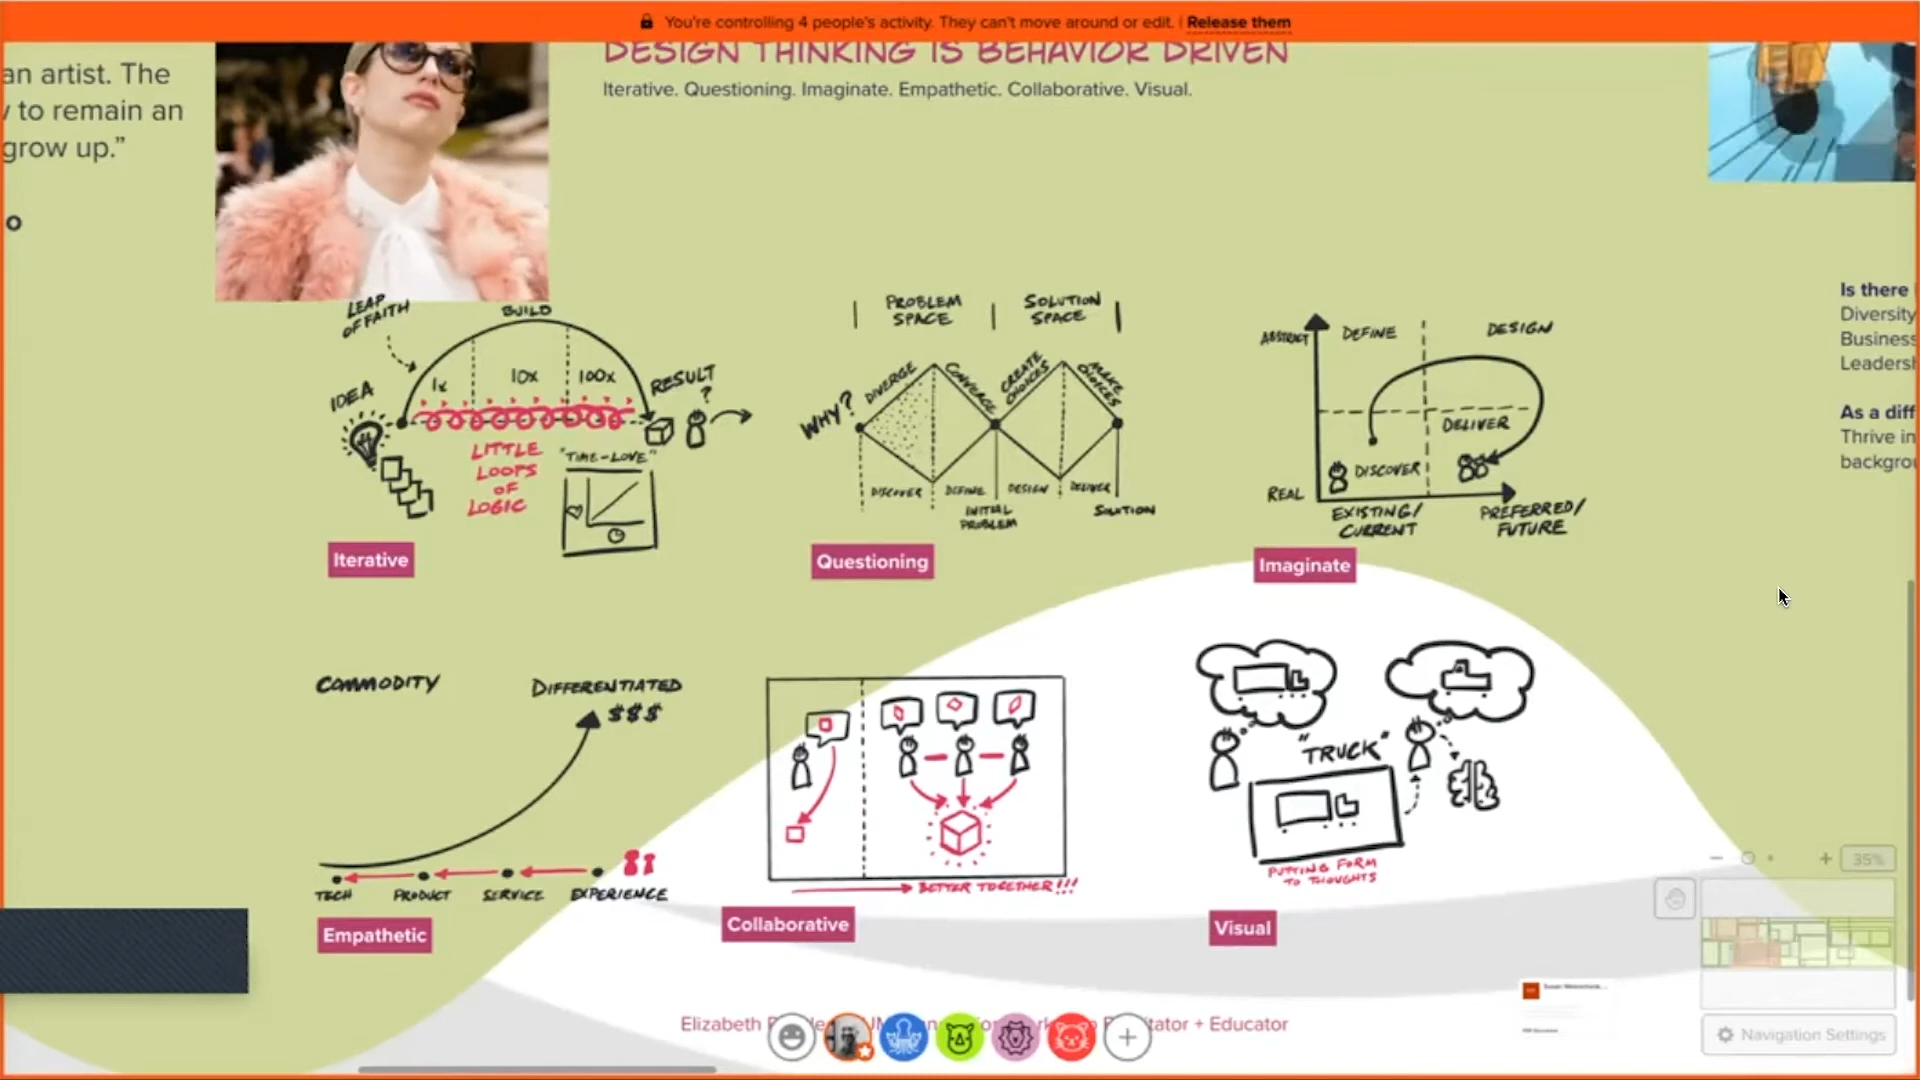 You're controlling 4 people's activity. They can't move around or edit. | Release them
an artist. The
to remain an
grow up.”
o
DESIGN THINKING IS BEHAVIOR DRIVEN
Iterative. Questioning. Imaginate. Empathetic. Collaborative. Visual.
LEAP
OF FAITH
BUILD
1x
10x
100x
IDEA
RESULT
?
LITTLE
LOOPS
OF
LOGIC
"TIME-LOVE"
Iterative
PROBLEM
SPACE
SOLUTION
SPACE
WHY?
DIVERGE
CONVERGE
CREATE
CHOICES
MAKE
CHOICES
DISCOVER
DEFINE
DESIGN
DELIVER
INITIAL
PROBLEM
SOLUTION
Questioning
ABSTRACT
DEFINE
DESIGN
DELIVER
DISCOVER
REAL
EXISTING/
CURRENT
PREFERRED/
FUTURE
Imaginate
Is there
Diversity
Business
Leaders
As a diff
Thrive in
backgrou
COMMODITY
DIFFERENTIATED
$$$
TECH
PRODUCT
SERVICE
EXPERIENCE
Empathetic
BETTER TOGETHER!!!
Collaborative
"TRUCK"
PUTTING FORM
TO THOUGHTS
Visual
35%
Elizabeth
tator + Educator
Navigation Settings